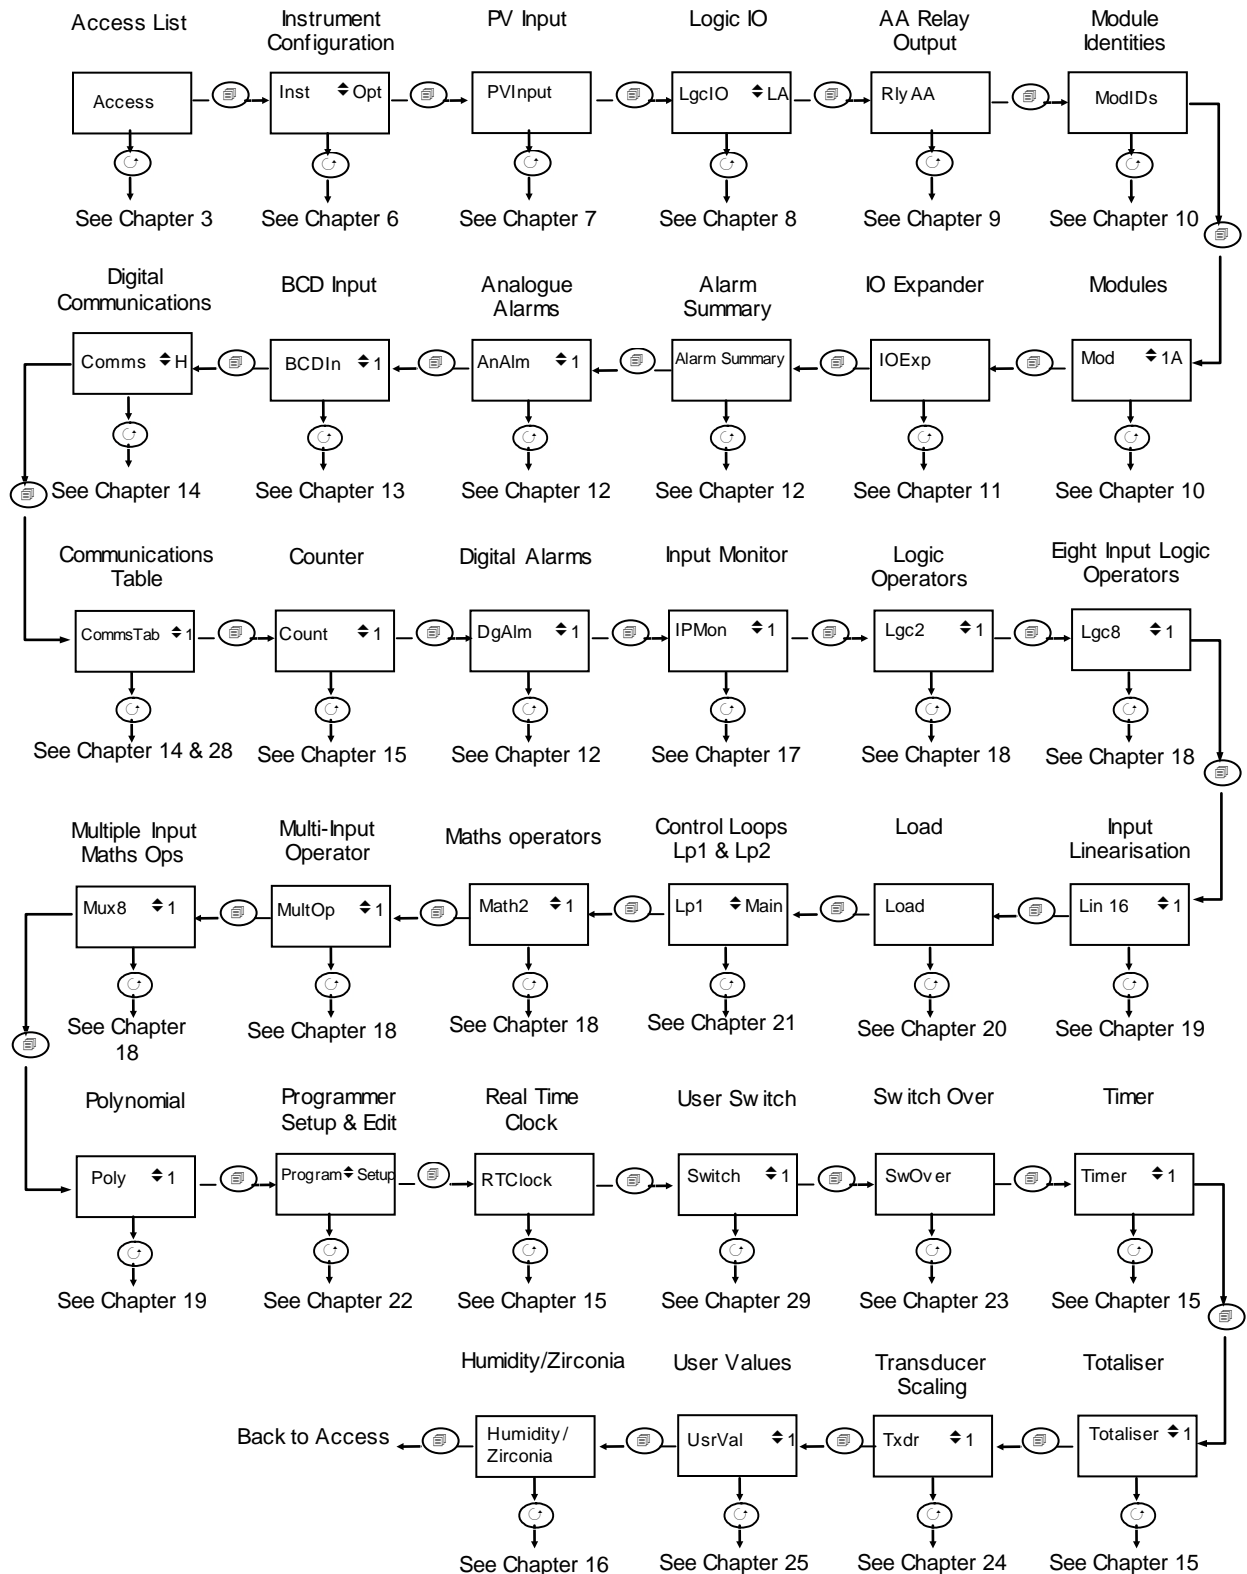 Access List
Instrument
Configuration
PV Input
Logic IO
AA Relay
Output
Module
Identities
Access
Inst Opt
PVInput
LgcIO LA
Rly AA
ModIDs
See Chapter 3
See Chapter 6
See Chapter 7
See Chapter 8
See Chapter 9
See Chapter 10
Digital
Communications
BCD Input
Analogue
Alarms
Alarm
Summary
IO Expander
Modules
Comms H
BCDIn 1
AnAlm 1
Alarm Summary
IOExp
Mod 1A
See Chapter 14
See Chapter 13
See Chapter 12
See Chapter 12
See Chapter 11
See Chapter 10
Communications
Table
Counter
Digital Alarms
Input Monitor
Logic
Operators
Eight Input Logic
Operators
CommsTab 1
Count 1
DgAlm 1
IPMon 1
Lgc2 1
Lgc8 1
See Chapter 14 & 28
See Chapter 15
See Chapter 12
See Chapter 17
See Chapter 18
See Chapter 18
Multiple Input
Maths Ops
Multi-Input
Operator
Maths operators
Control Loops
Lp1 & Lp2
Load
Input
Linearisation
Mux8 1
MultOp 1
Math2 1
Lp1 Main
Load
Lin 16 1
See Chapter
18
See Chapter 18
See Chapter 18
See Chapter 21
See Chapter 20
See Chapter 19
Polynomial
Programmer
Setup & Edit
Real Time
Clock
User Switch
Switch Over
Timer
Poly 1
Program Setup
RTClock
Switch 1
SwOver
Timer 1
See Chapter 19
See Chapter 22
See Chapter 15
See Chapter 29
See Chapter 23
See Chapter 15
Humidity/Zirconia
User Values
Transducer
Scaling
Totaliser
Back to Access
Humidity/
Zirconia
UsrVal 1
Txdr 1
Totaliser 1
See Chapter 16
See Chapter 25
See Chapter 24
See Chapter 15